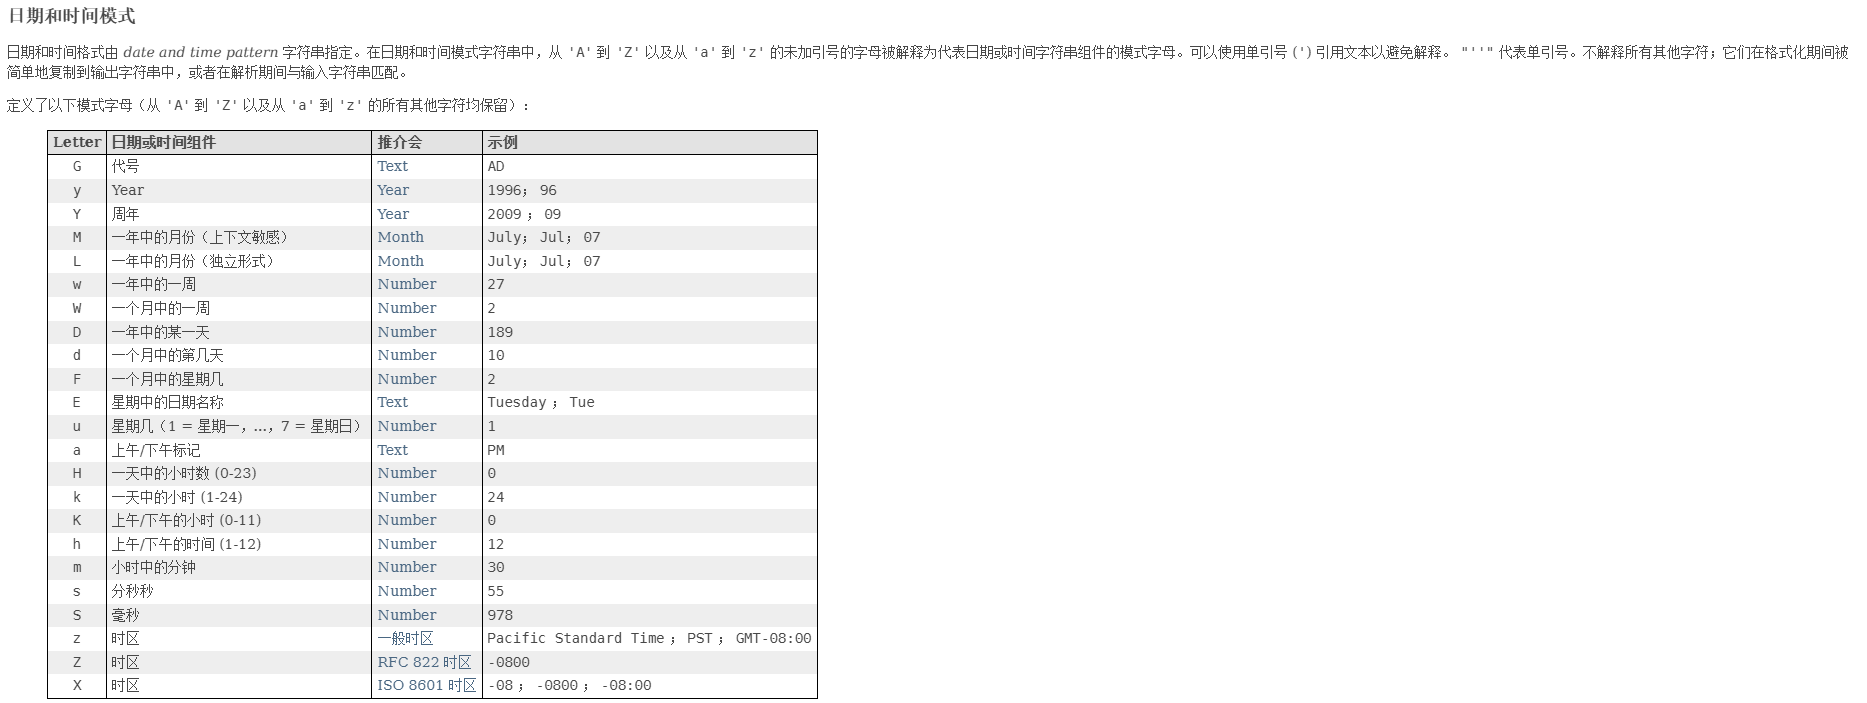 日期和时间模式
日期和时间格式由 date and time pattern 字符串指定。在日期和时间模式字符串中，从 'A' 到 'Z' 以及从 'a' 到 'z' 的未加引号的字母被解释为代表日期或时间字符串组件的模式字母。可以使用单引号 (') 引用文本以避免解释。 "''" 代表单引号。不解释所有其他字符；它们在格式化期间被
简单地复制到输出字符串中，或者在解析期间与输入字符串匹配。
定义了以下模式字母（从 'A' 到 'Z' 以及从 'a' 到 'z' 的所有其他字符均保留）：
Letter 日期或时间组件 推介会 示例
G 代号 Text AD
y Year Year 1996； 96
Y 周年 Year 2009 ； 09
M 一年中的月份（上下文敏感） Month July； Jul； 07
L 一年中的月份（独立形式） Month July； Jul； 07
w 一年中的一周 Number 27
W 一个月中的一周 Number 2
D 一年中的某一天 Number 189
d 一个月中的第几天 Number 10
F 一个月中的星期几 Number 2
E 星期中的日期名称 Text Tuesday ； Tue
u 星期几（1 = 星期一，...，7 = 星期日） Number 1
a 上午/下午标记 Text PM
H 一天中的小时数 (0-23) Number 0
k 一天中的小时 (1-24) Number 24
K 上午/下午的小时 (0-11) Number 0
h 上午/下午的时间 (1-12) Number 12
m 小时中的分钟 Number 30
s 分秒秒 Number 55
S 毫秒 Number 978
z 时区 一般时区 Pacific Standard Time ； PST ； GMT-08:00
Z 时区 RFC 822 时区 -0800
X 时区 ISO 8601 时区 -08 ； -0800 ； -08:00